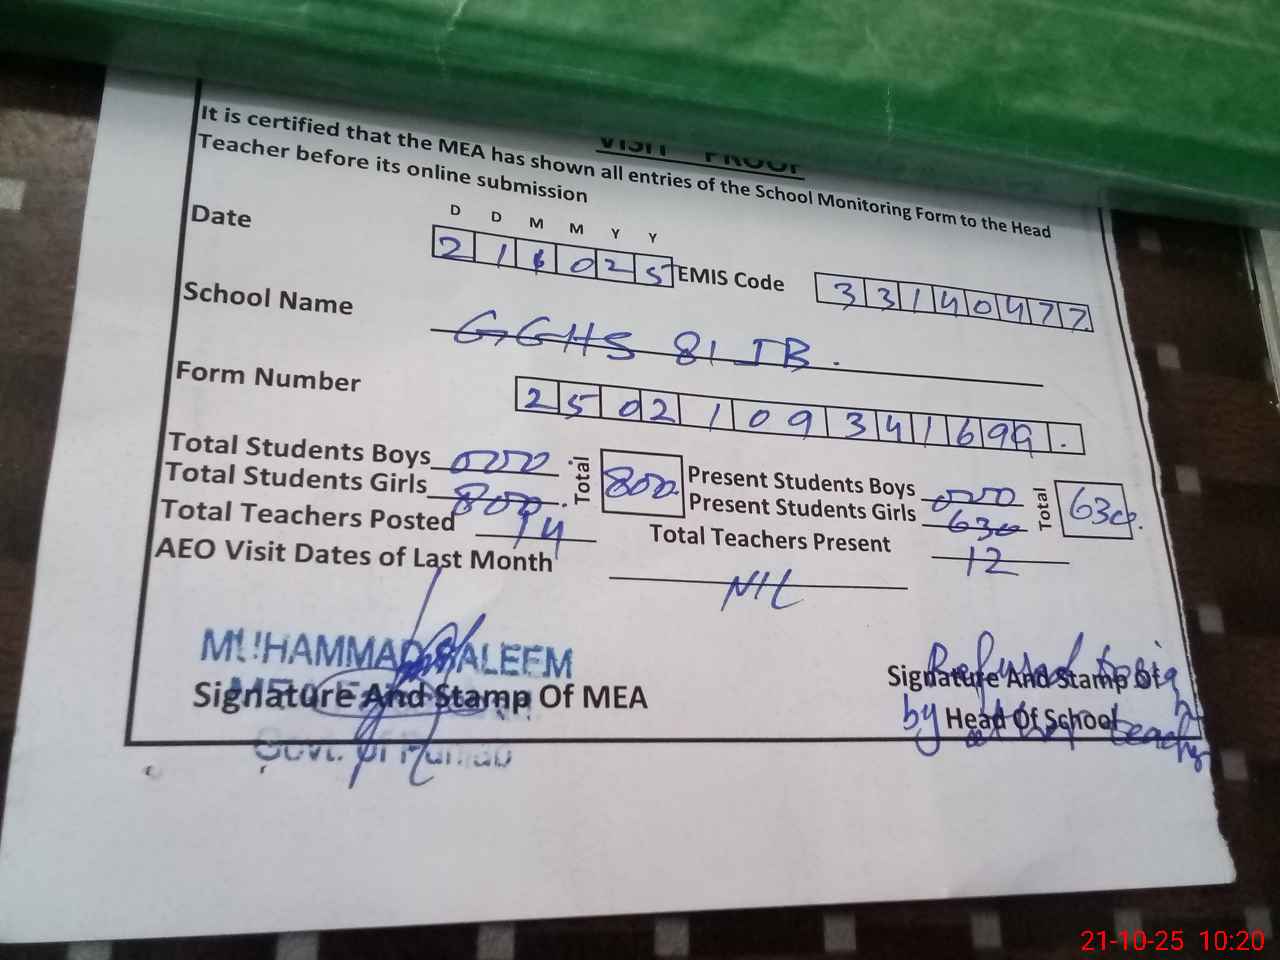 VISIT PROOF
It is certified that the MEA has shown all entries of the School Monitoring Form to the Head
Teacher before its online submission
D D M M Y Y
Date 2 1 1 0 2 5 EMIS Code 3 3 1 4 0 4 7 7
School Name GGHS 81 JB.
Form Number 2 5 0 2 1 0 9 3 4 1 6 9 9 .
Total Students Boys 000 Total 800 Present Students Boys 000 Total 630.
Total Students Girls 800. Present Students Girls 630
Total Teachers Posted 14 Total Teachers Present 12
AEO Visit Dates of Last Month NIL
MUHAMMAD SALEEM
Signature And Stamp Of MEA
Govt. of Punjab
Refused to sign
Signature And Stamp Of
by teacher
Head Of School
21-10-25 10:20